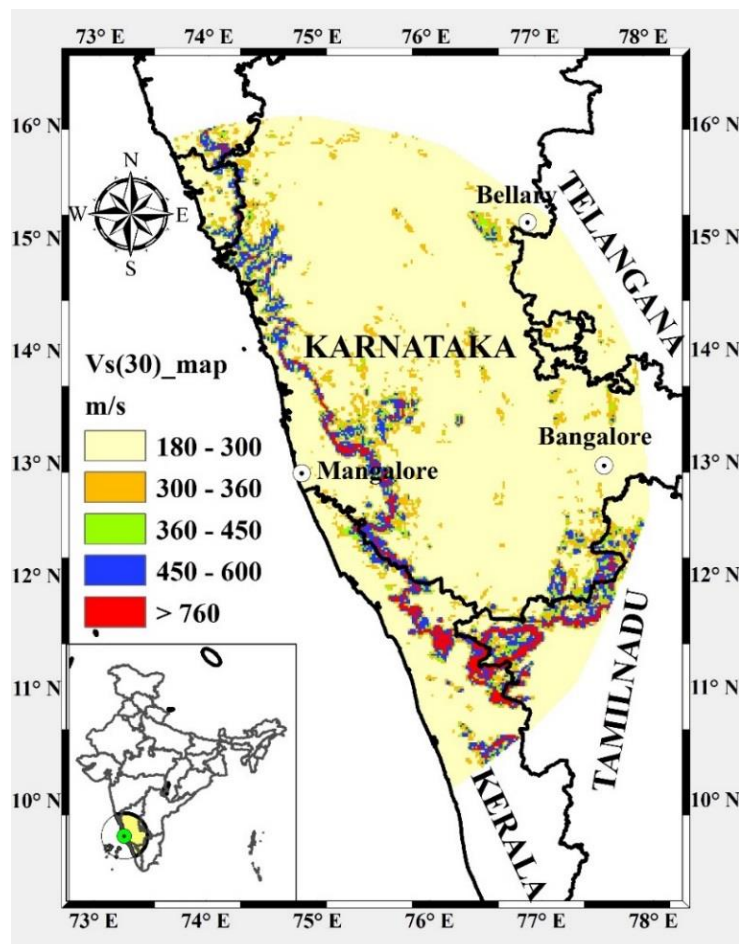 73° E 74° E 75° E 76° E 77° E 78° E
16° N 16° N
N
W E
S
Bellary
TELANGANA
15° N 15° N
KARNATAKA
14° N 14° N
Vs(30)_map
m/s
180 - 300
300 - 360
360 - 450
450 - 600
> 760
Bangalore
Mangalore
13° N 13° N
12° N 12° N
TAMILNADU
11° N 11° N
KERALA
10° N 10° N
73° E 74° E 75° E 76° E 77° E 78° E